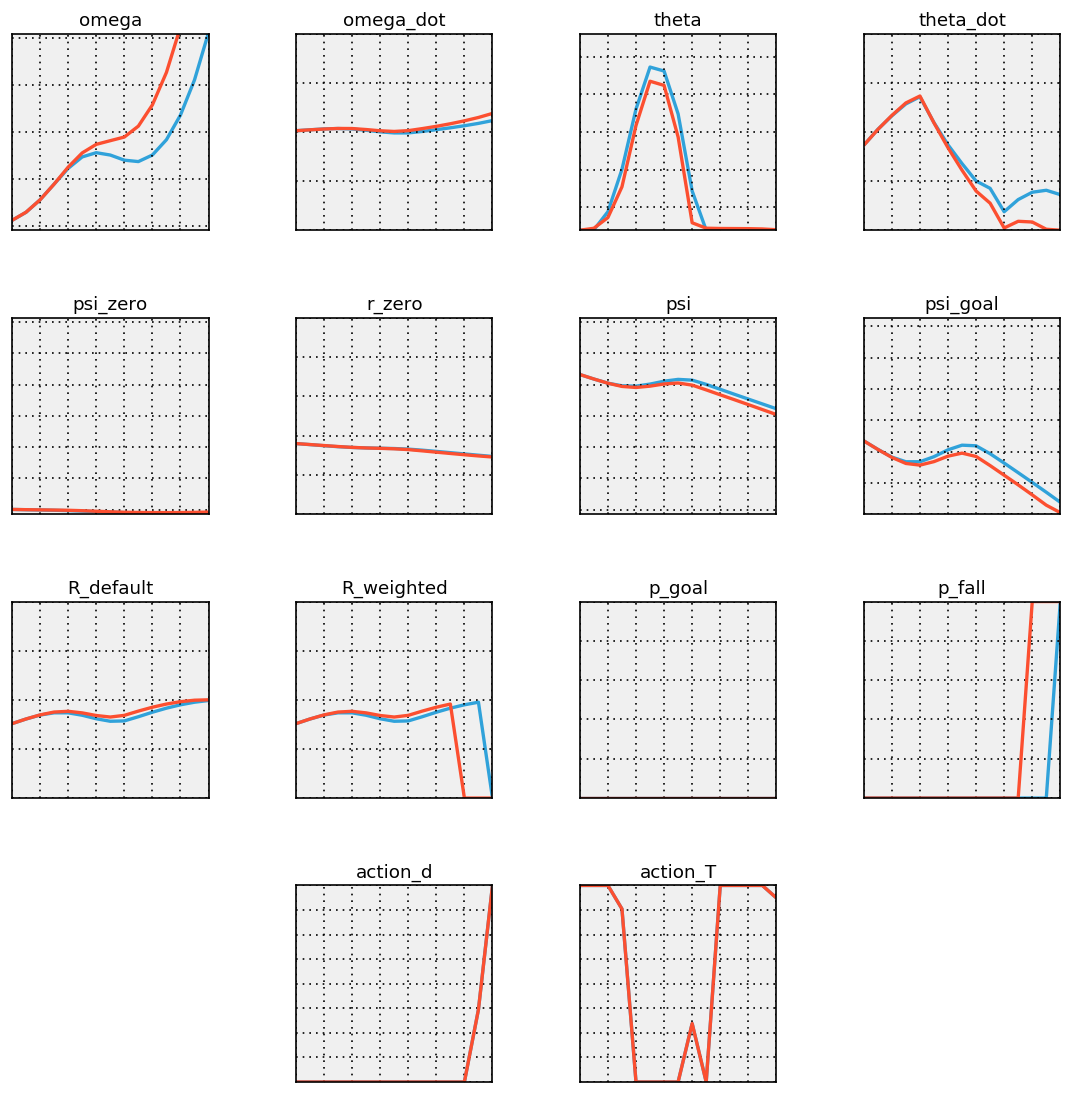 omega
omega_dot
theta
theta_dot
psi_zero
r_zero
psi
psi_goal
R_default
R_weighted
p_goal
p_fall
action_d
action_T